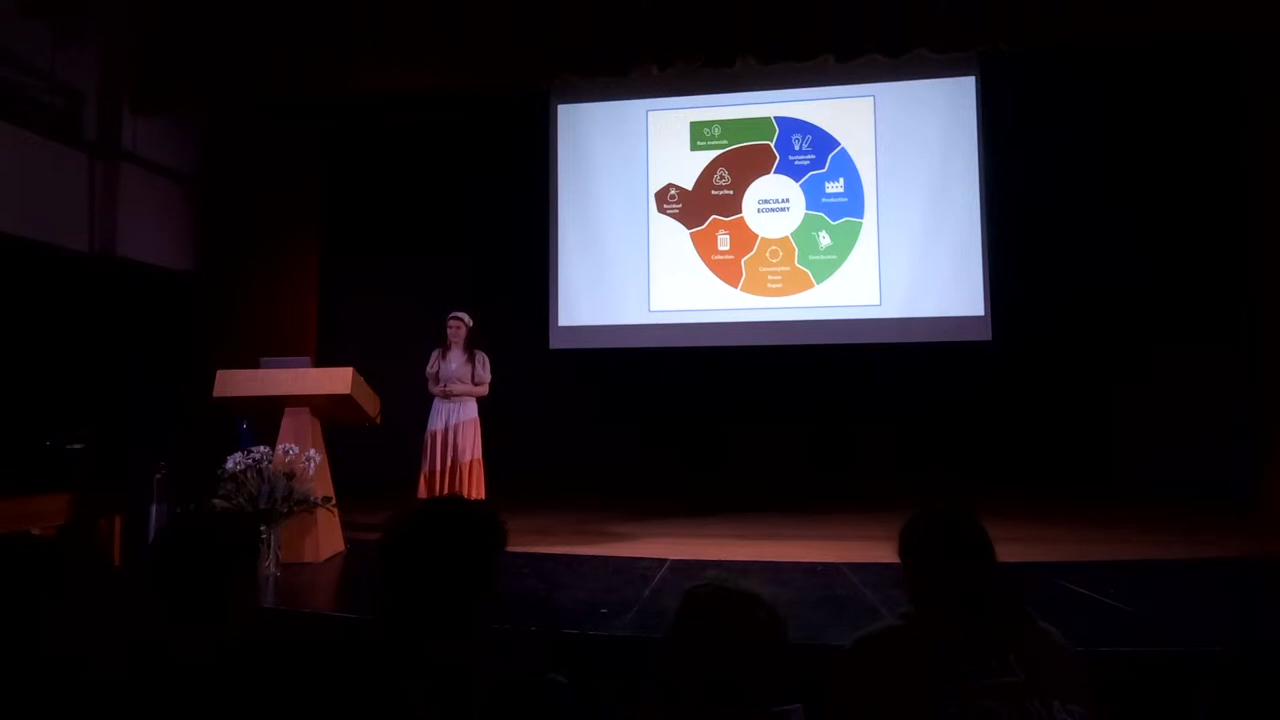 Raw materials
Sustainable
design
Production
Recycling
Residual
waste
CIRCULAR
ECONOMY
Collection
Consumption
Reuse
Repair
Distribution